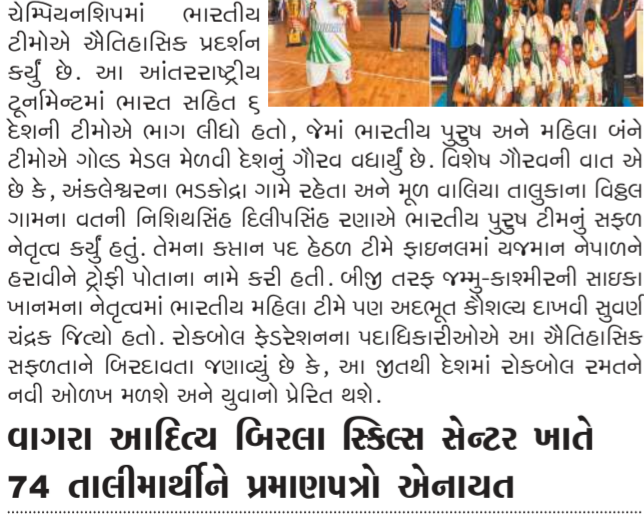 ચેમ્પિયનશિપમાં ભારતીય
ટીમોએ ઐતિહાસિક પ્રદર્શન
કર્યું છે. આ આંતરરાષ્ટ્રીય
ટૂર્નામેન્ટમાં ભારત સહિત ૬
દેશની ટીમોએ ભાગ લીધો હતો, જેમાં ભારતીય પુરુષ અને મહિલા બંને
ટીમોએ ગોલ્ડ મેડલ મેળવી દેશનું ગૌરવ વધાર્યું છે. વિશેષ ગૌરવની વાત એ
છે કે, અંકલેશ્વરના ભડકોદ્રા ગામે રહેતા અને મૂળ વાલિયા તાલુકાના વિઠ્ઠલ
ગામના વતની નિશિથસિંહ દિલીપસિંહ રણાએ ભારતીય પુરુષ ટીમનું સફળ
નેતૃત્વ કર્યું હતું. તેમના કપ્તાન પદ હેઠળ ટીમે ફાઇનલમાં યજમાન નેપાળને
હરાવીને ટ્રોફી પોતાના નામે કરી હતી. બીજી તરફ જમ્મુ-કાશ્મીરની સાઇકા
ખાનમના નેતૃત્વમાં ભારતીય મહિલા ટીમે પણ અદભૂત કૌશલ્ય દાખવી સુવર્ણ
ચંદ્રક જિત્યો હતો. રોકબોલ ફેડરેશનના પદાધિકારીઓએ આ ઐતિહાસિક
સફળતાને બિરદાવતા જણાવ્યું છે કે, આ જીતથી દેશમાં રોકબોલ રમતને
નવી ઓળખ મળશે અને યુવાનો પ્રેરિત થશે.
વાગરા આદિત્ય બિરલા સ્કિલ્સ સેન્ટર ખાતે
74 તાલીમાર્થીને પ્રમાણપત્રો એનાયત